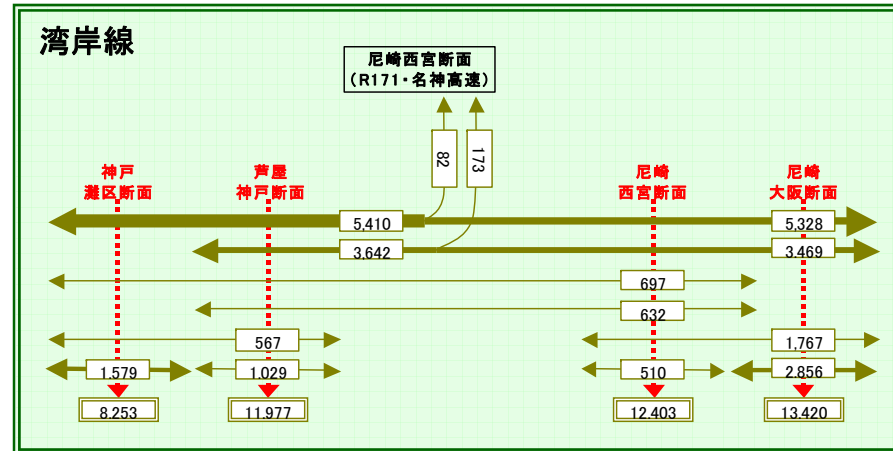 湾岸線
尼崎西宮断面
(R171・名神高速)
82
173
神戸
灘区断面
芦屋
神戸断面
尼崎
西宮断面
尼崎
大阪断面
5,410
5,328
3,642
3,469
697
632
567
1,767
1,579
1,029
510
2,856
8,253
11,977
12,403
13,420